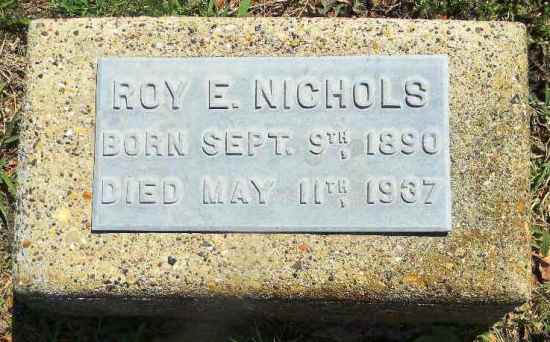 ROY E. NICHOLS
BORN SEPT. 9TH, 1890
DIED MAY 11TH, 1937